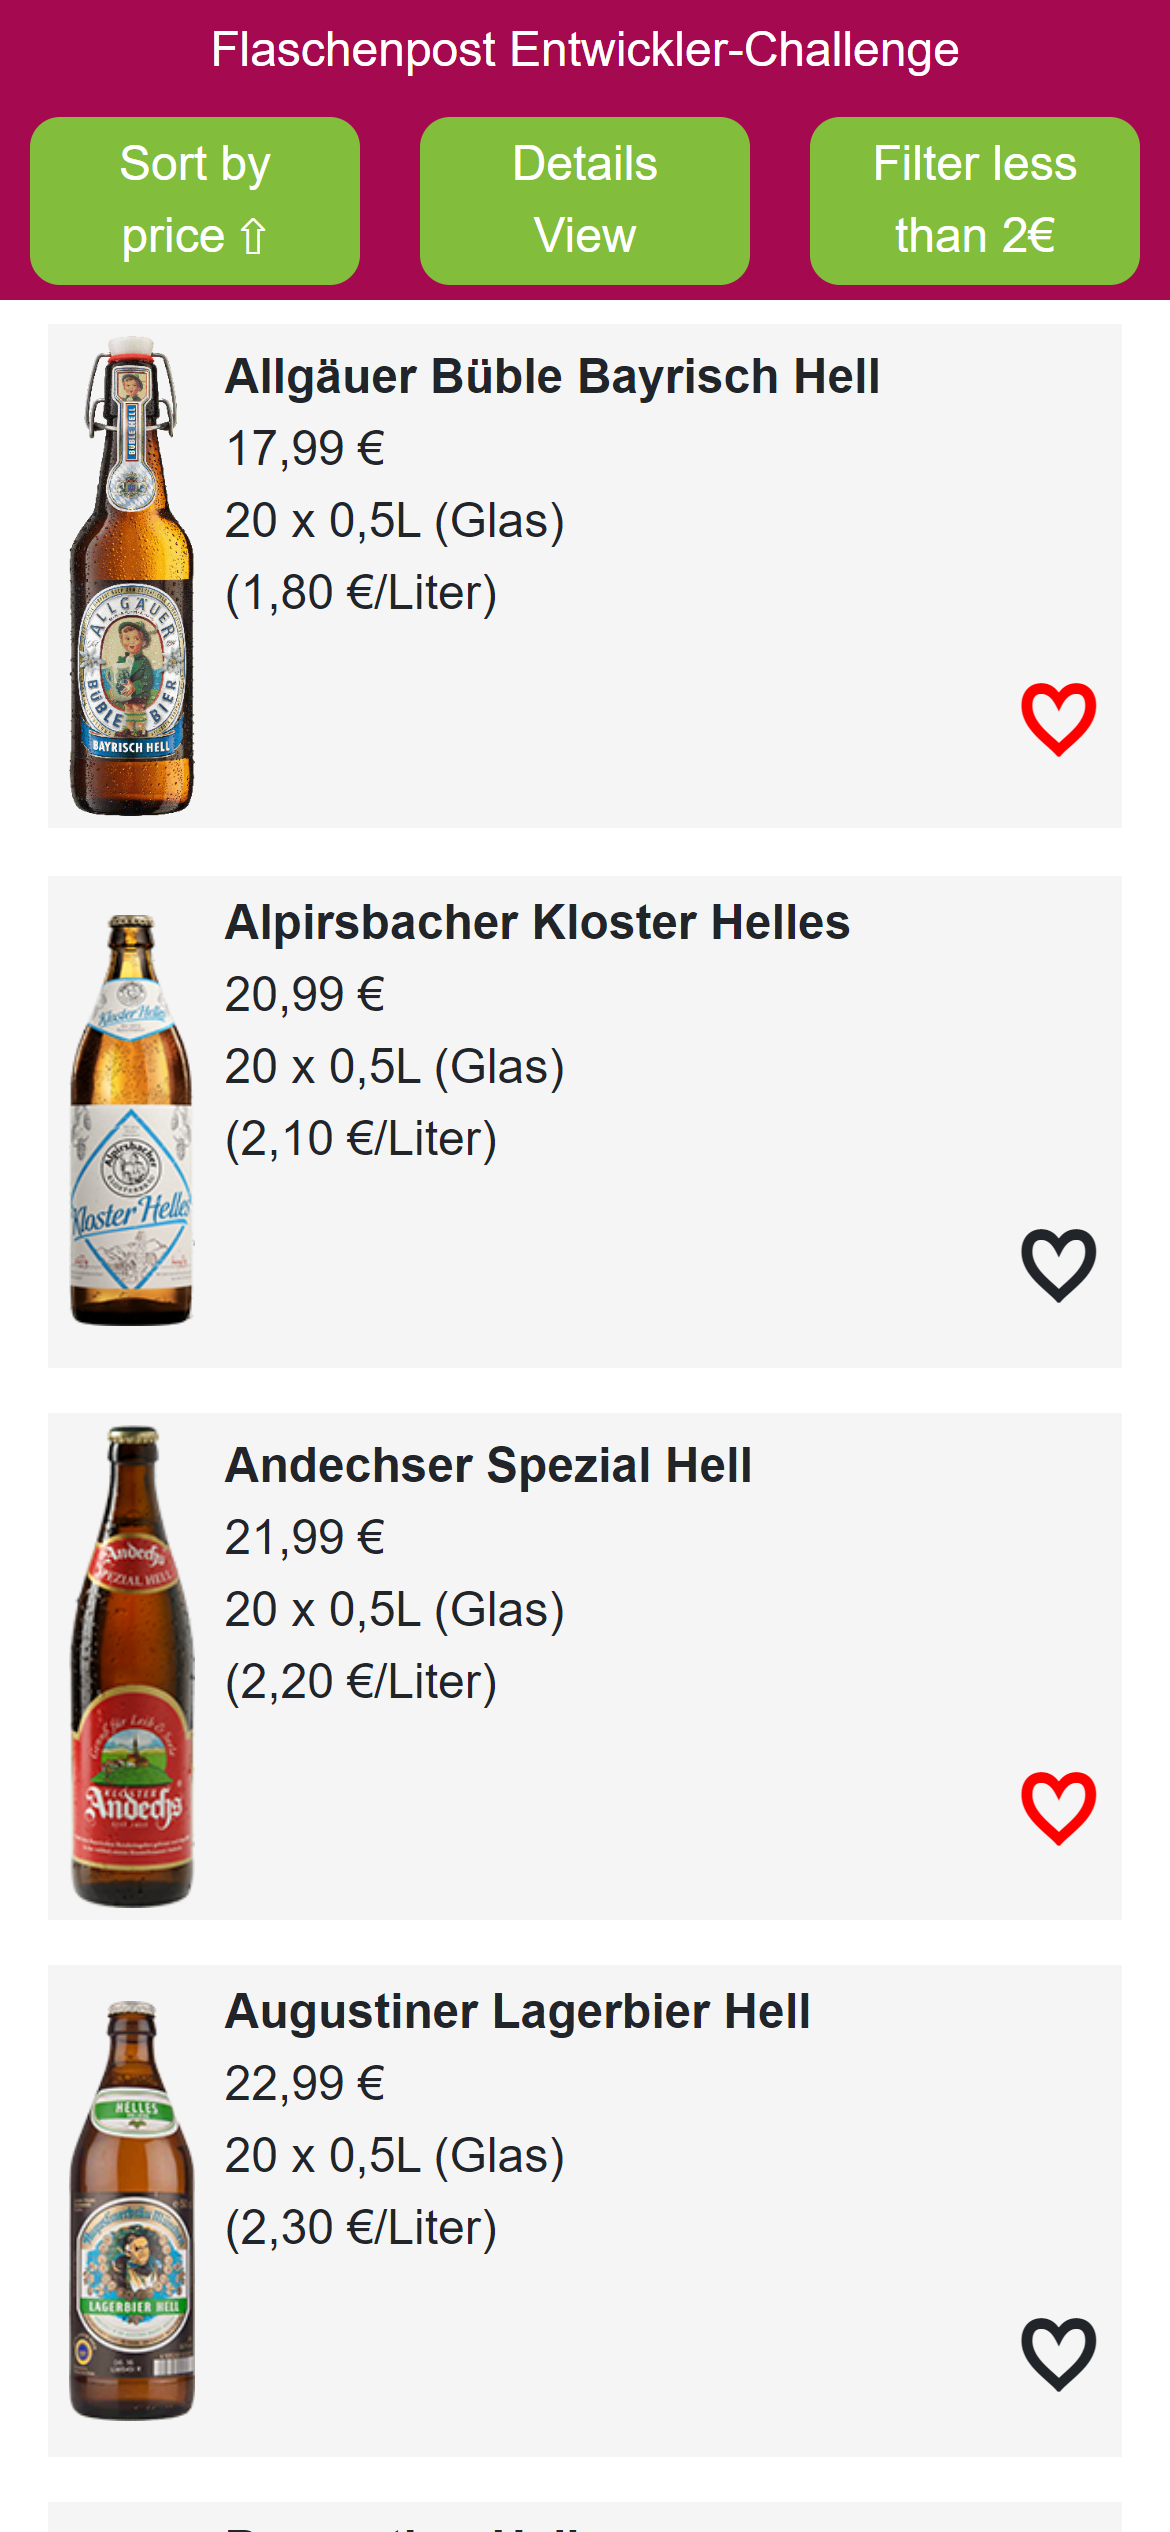 Flaschenpost Entwickler-Challenge
Sort by
price ⇧
Details
View
Filter less
than 2€
Allgäuer Büble Bayrisch Hell
17,99 €
20 x 0,5L (Glas)
(1,80 €/Liter)
BÜBLE HELL
ALLGÄUER
BÜBLE BIER
BAYRISCH HELL
Alpirsbacher Kloster Helles
20,99 €
20 x 0,5L (Glas)
(2,10 €/Liter)
Kloster Helles
Alpirsbacher
Kloster Helles
Andechser Spezial Hell
21,99 €
20 x 0,5L (Glas)
(2,20 €/Liter)
Andechs
SPEZIAL HELL
KLOSTER
Andechs
Augustiner Lagerbier Hell
22,99 €
20 x 0,5L (Glas)
(2,30 €/Liter)
HELLES
LAGERBIER HELL